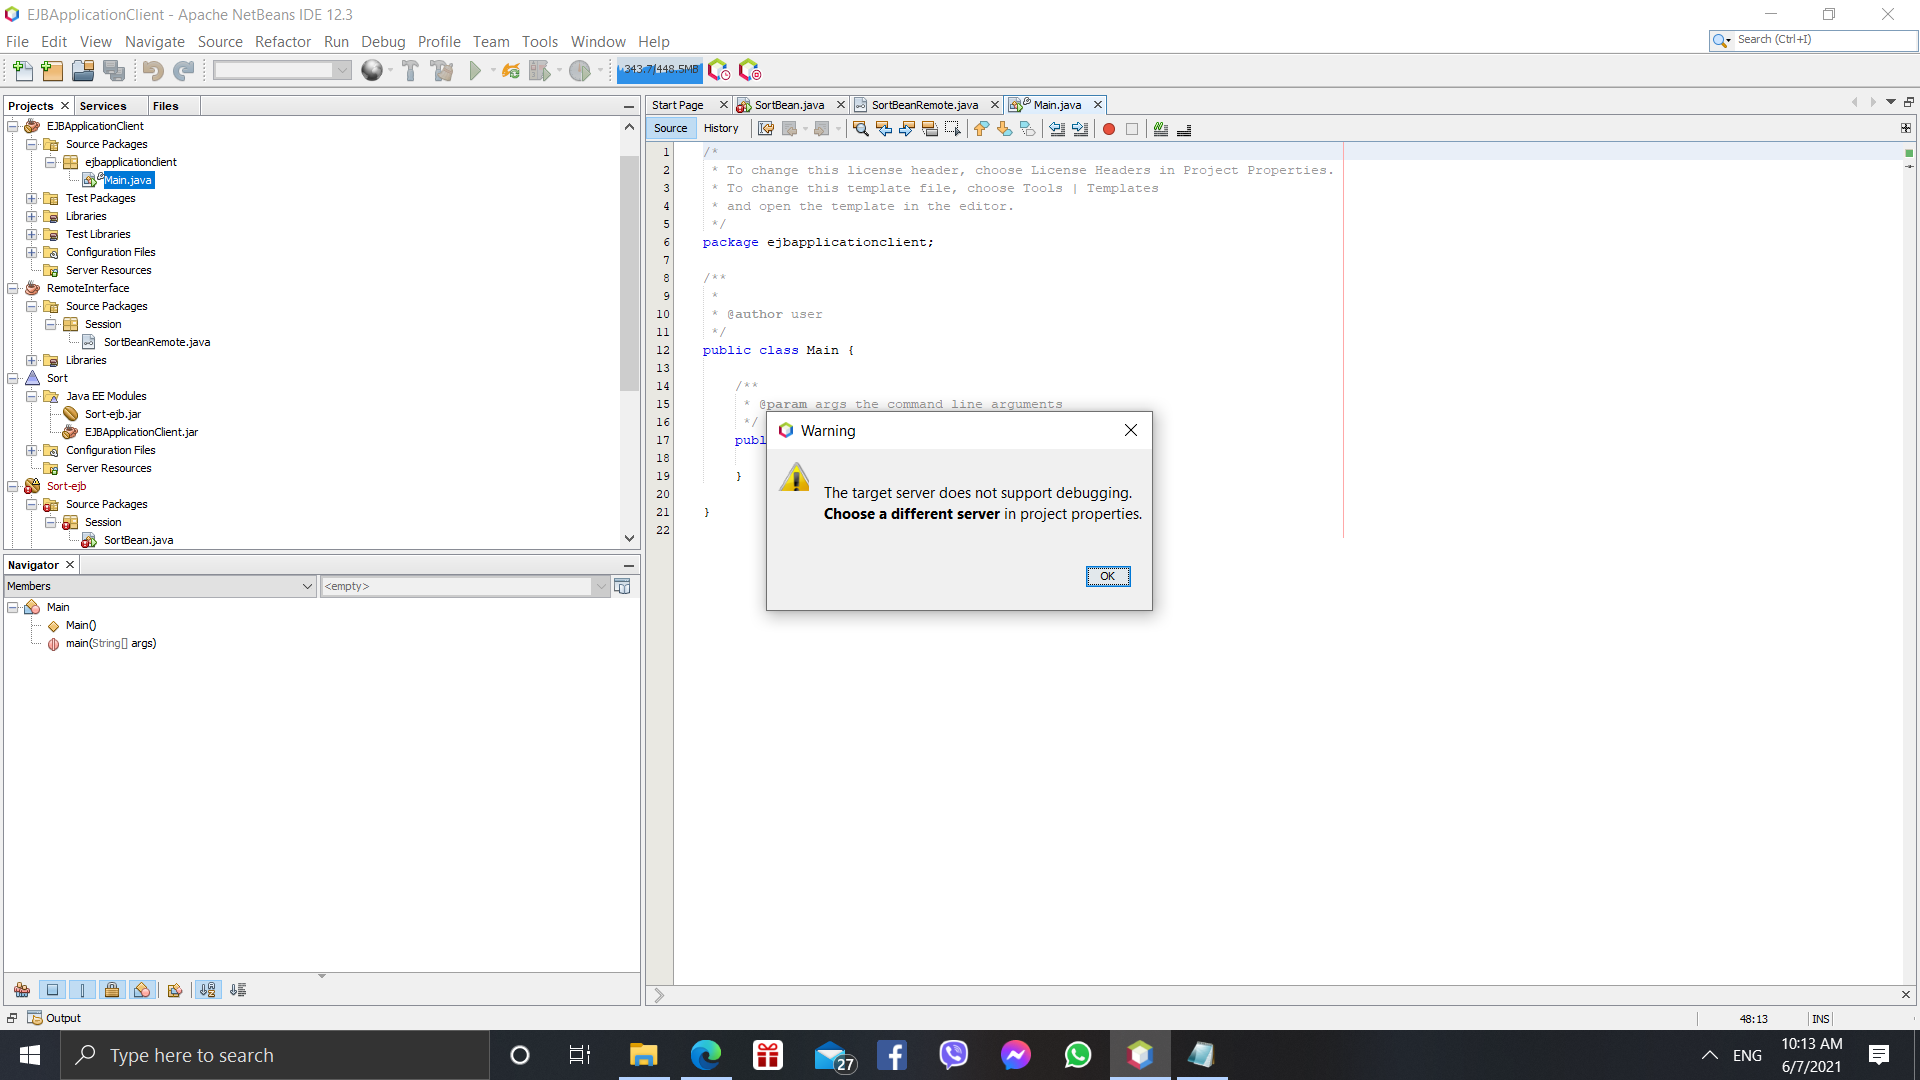 EJBApplicationClient - Apache NetBeans IDE 12.3
File Edit View Navigate Source Refactor Run Debug Profile Team Tools Window Help
Search (Ctrl+I)
343.7/448.5MB
Projects Services Files
EJBApplicationClient
Source Packages
ejbapplicationclient
Main.java
Test Packages
Libraries
Test Libraries
Configuration Files
Server Resources
RemoteInterface
Source Packages
Session
SortBeanRemote.java
Libraries
Sort
Java EE Modules
Sort-ejb.jar
EJBApplicationClient.jar
Configuration Files
Server Resources
Sort-ejb
Source Packages
Session
SortBean.java
Navigator
Members
<empty>
Main
Main()
main(String[] args)
Start Page SortBean.java SortBeanRemote.java Main.java
Source History
1 /*
2 * To change this license header, choose License Headers in Project Properties.
3 * To change this template file, choose Tools | Templates
4 * and open the template in the editor.
5 */
6 package ejbapplicationclient;
7
8 /**
9 *
10 * @author user
11 */
12 public class Main {
13
14 /**
15 * @param args the command line arguments
16 */
17 publ
18
19 }
20
21 }
22
Warning
The target server does not support debugging.
Choose a different server in project properties.
OK
Output
48:13 INS
Type here to search
27
ENG
10:13 AM
6/7/2021